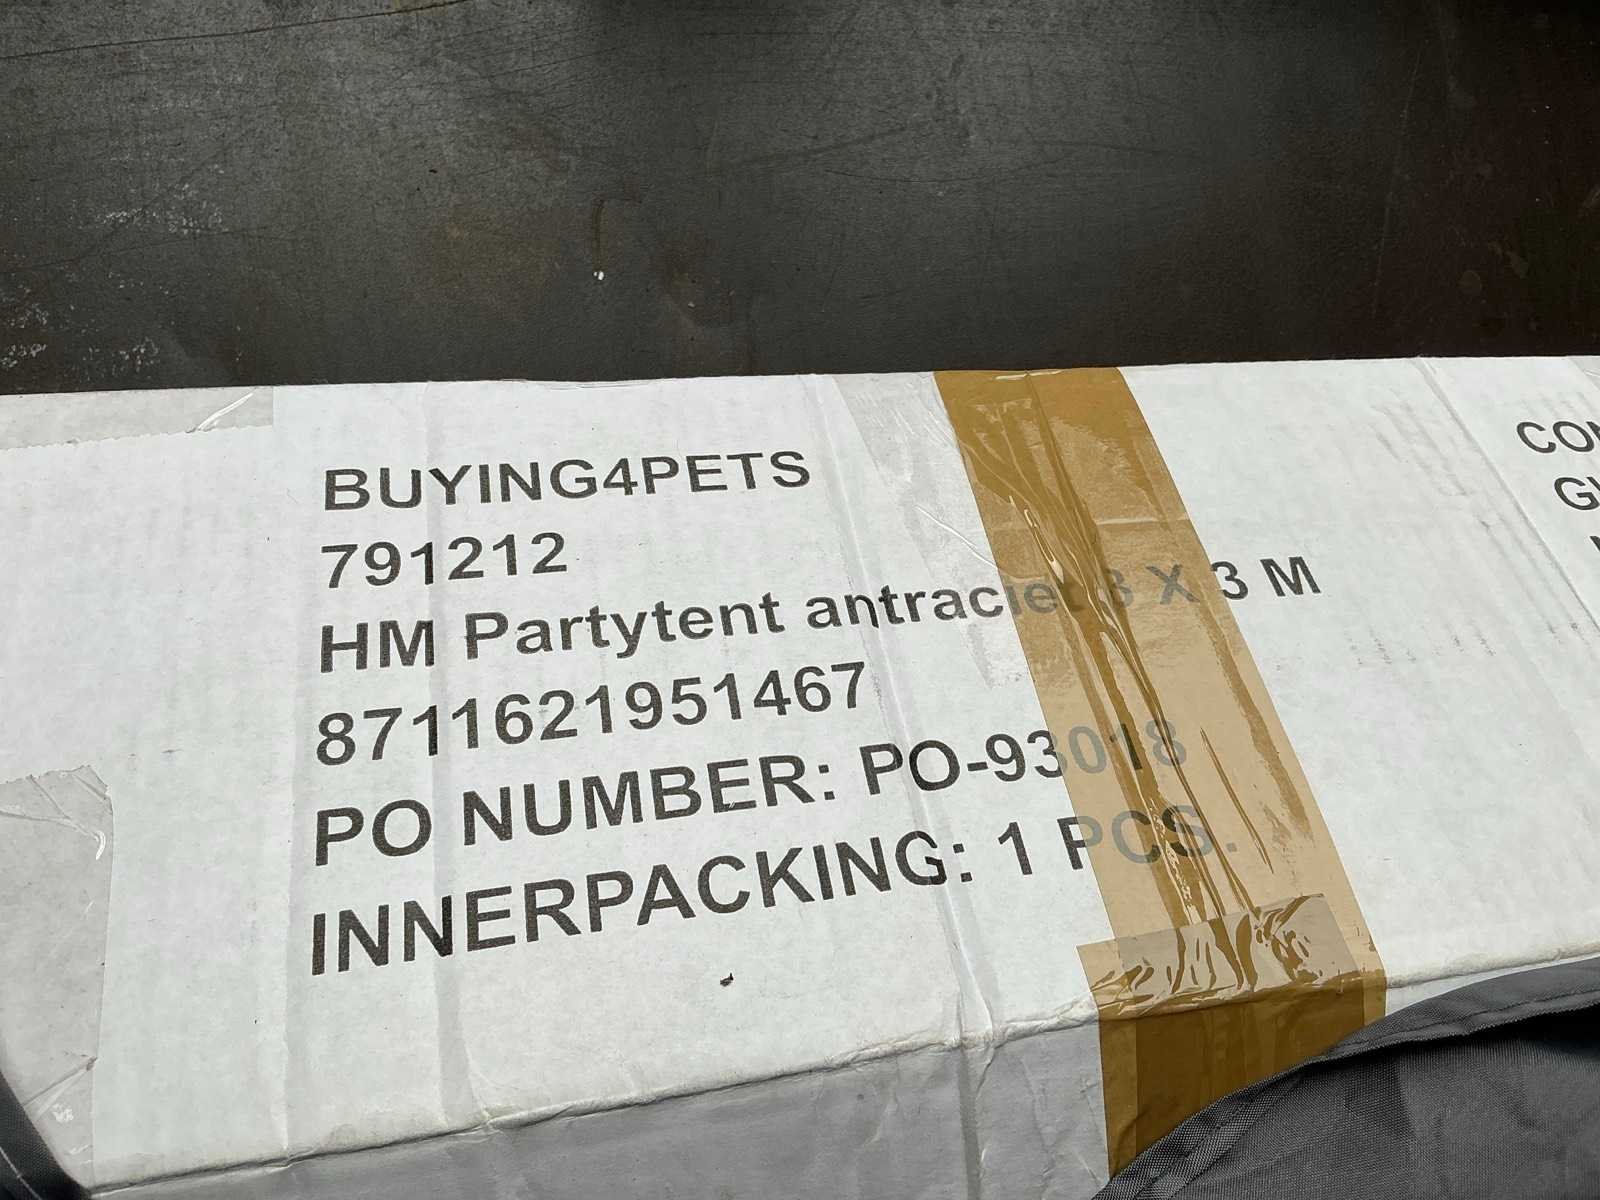 BUYING4PETS
791212
HM Partytent antraciet 3 X 3 M
8711621951467
PO NUMBER: PO-93018
INNERPACKING: 1 PCS.